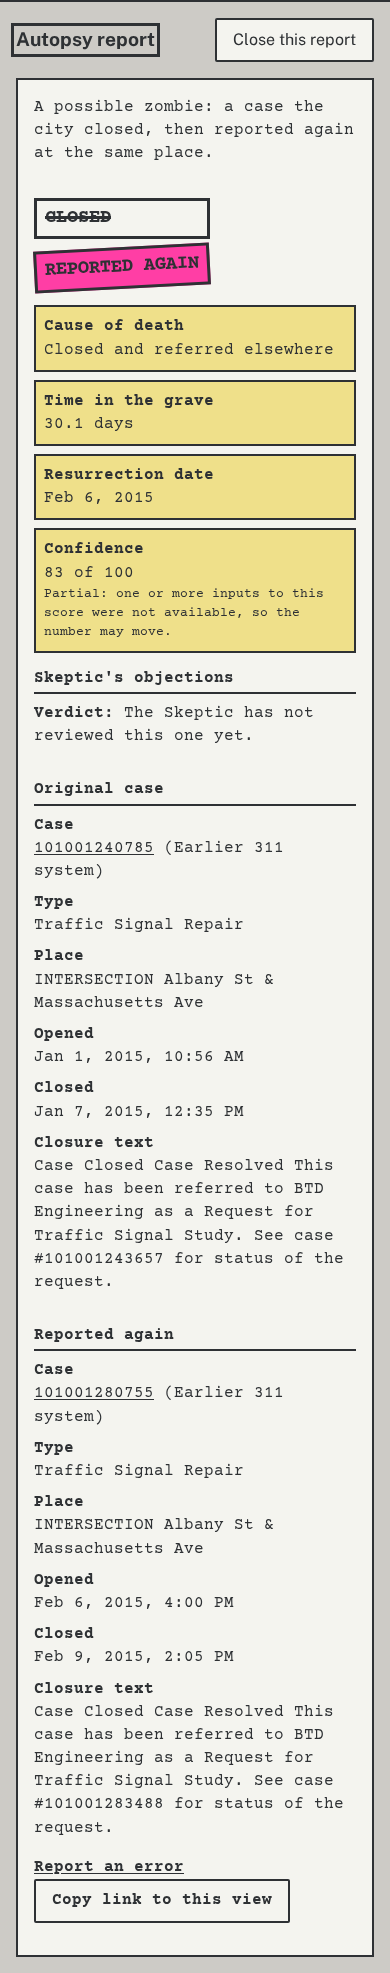 Autopsy report
Close this report
A possible zombie: a case the
city closed, then reported again
at the same place.
CLOSED
REPORTED AGAIN
Cause of death
Closed and referred elsewhere
Time in the grave
30.1 days
Resurrection date
Feb 6, 2015
Confidence
83 of 100
Partial: one or more inputs to this
score were not available, so the
number may move.
Skeptic's objections
Verdict: The Skeptic has not
reviewed this one yet.
Original case
Case
101001240785 (Earlier 311
system)
Type
Traffic Signal Repair
Place
INTERSECTION Albany St &
Massachusetts Ave
Opened
Jan 1, 2015, 10:56 AM
Closed
Jan 7, 2015, 12:35 PM
Closure text
Case Closed Case Resolved This
case has been referred to BTD
Engineering as a Request for
Traffic Signal Study. See case
#101001243657 for status of the
request.
Reported again
Case
101001280755 (Earlier 311
system)
Type
Traffic Signal Repair
Place
INTERSECTION Albany St &
Massachusetts Ave
Opened
Feb 6, 2015, 4:00 PM
Closed
Feb 9, 2015, 2:05 PM
Closure text
Case Closed Case Resolved This
case has been referred to BTD
Engineering as a Request for
Traffic Signal Study. See case
#101001283488 for status of the
request.
Report an error
Copy link to this view